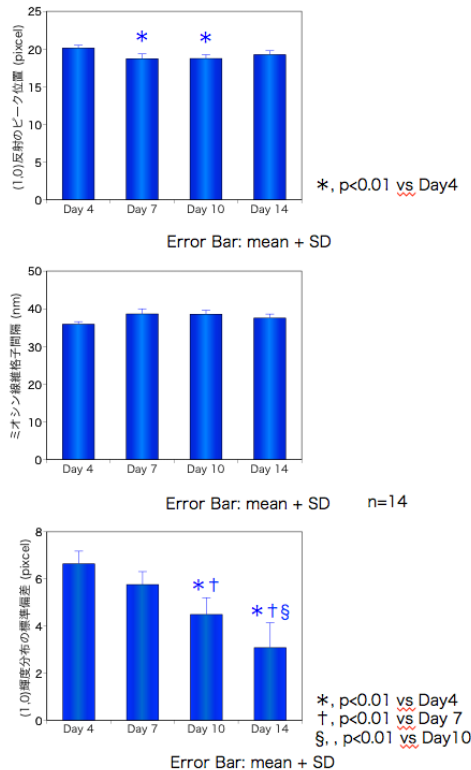 (1,0)反射のピーク位置 (pixcel)
25
20
15
10
5
0
＊
＊
Day 4 Day 7 Day 10 Day 14
＊, p<0.01 vs Day4
Error Bar: mean + SD
ミオシン線維格子間隔 (nm)
50
40
30
20
10
0
Day 4 Day 7 Day 10 Day 14
Error Bar: mean + SD n=14
(1,0)輝度分布の標準偏差 (pixcel)
8
6
4
2
0
＊†
＊†§
Day 4 Day 7 Day 10 Day 14
＊, p<0.01 vs Day4
†, p<0.01 vs Day 7
§, , p<0.01 vs Day10
Error Bar: mean + SD